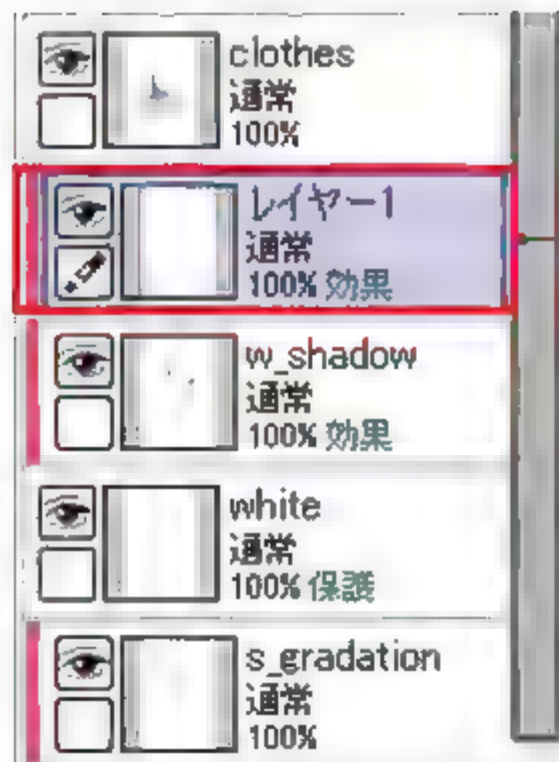 clothes
通常
100%
レイヤー1
通常
100% 効果
w_shadow
通常
100% 効果
white
通常
100% 保護
s_gradation
通常
100%